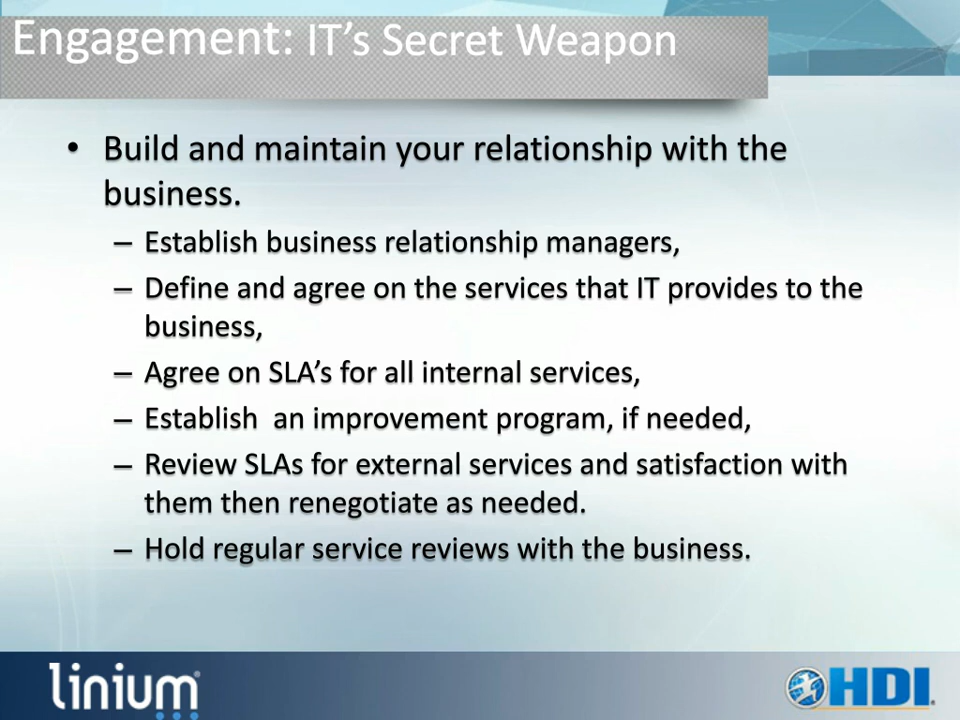 Engagement: IT’s Secret Weapon
• Build and maintain your relationship with the
business.
– Establish business relationship managers,
– Define and agree on the services that IT provides to the
business,
– Agree on SLA’s for all internal services,
– Establish  an improvement program, if needed,
– Review SLAs for external services and satisfaction with
them then renegotiate as needed.
– Hold regular service reviews with the business.
linium®
HDI®